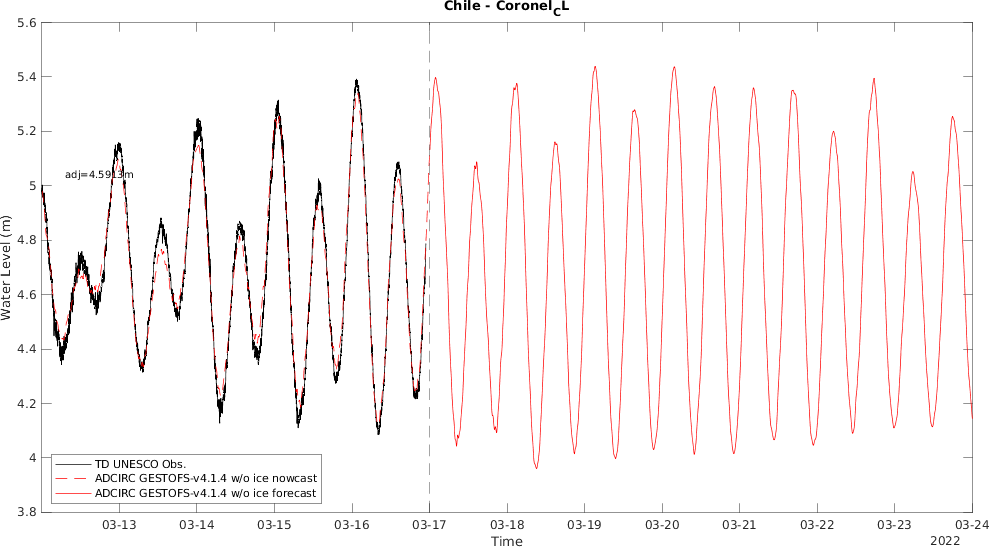 Chile - Coronel_CL
5.6
5.4
5.2
5
4.8
4.6
4.4
4.2
4
3.8
Water Level (m)
adj=4.5913m
TD UNESCO Obs.
ADCIRC GESTOFS-v4.1.4 w/o ice nowcast
ADCIRC GESTOFS-v4.1.4 w/o ice forecast
03-13 03-14 03-15 03-16 03-17 03-18 03-19 03-20 03-21 03-22 03-23 03-24
Time
2022